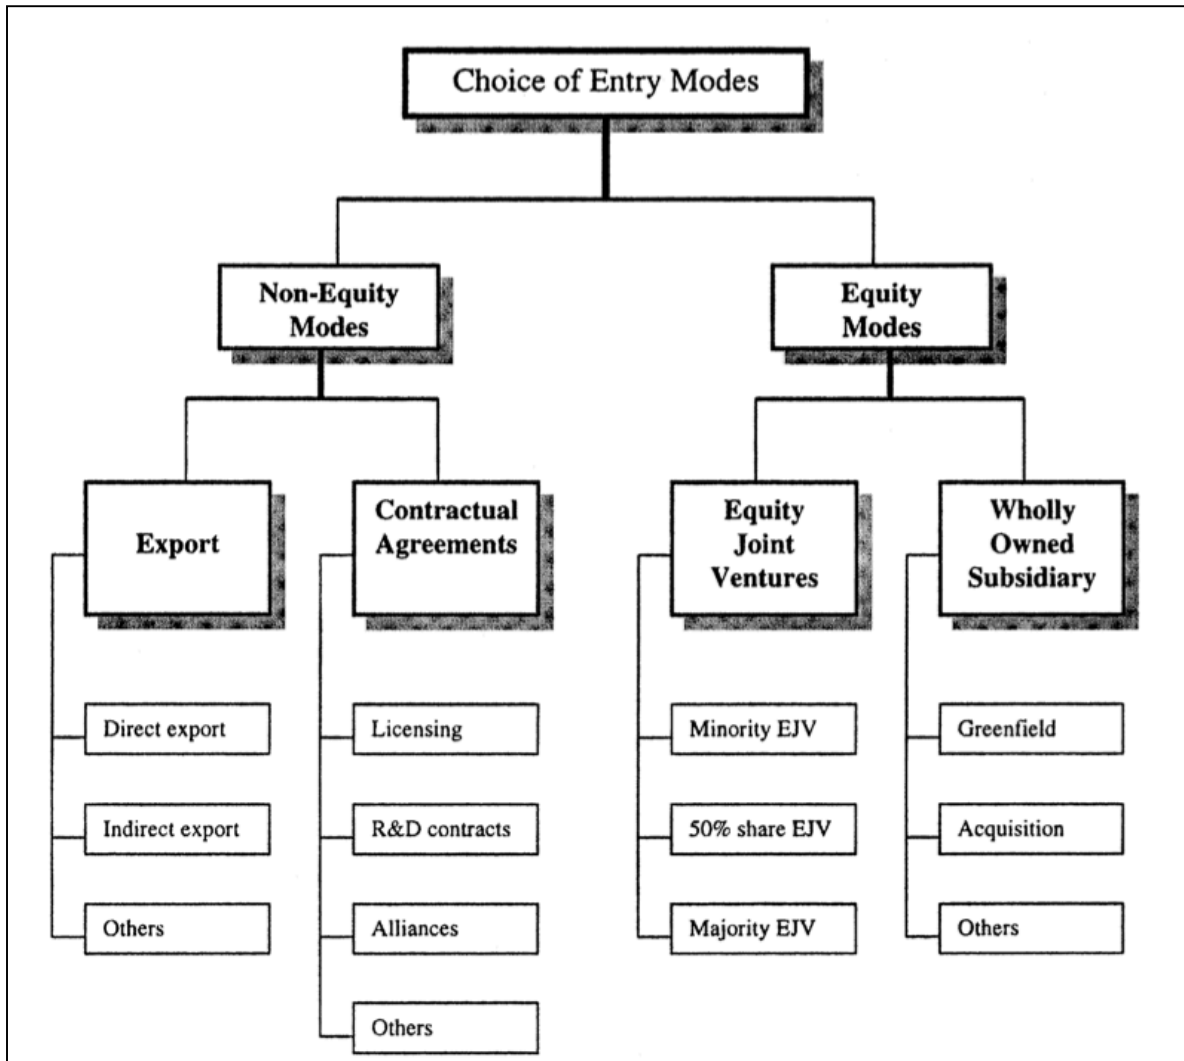 Choice of Entry Modes
Non-Equity
Modes
Equity
Modes
Export
Contractual
Agreements
Equity
Joint
Ventures
Wholly
Owned
Subsidiary
Direct export
Indirect export
Others
Licensing
R&D contracts
Alliances
Others
Minority EJV
50% share EJV
Majority EJV
Greenfield
Acquisition
Others